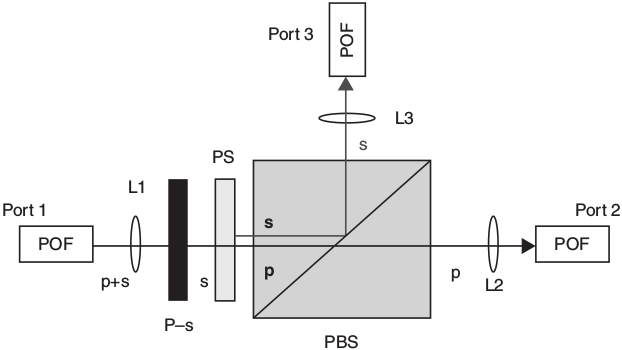 Port 3
POF
L3
s
PS
L1
Port 1
s
Port 2
POF
POF
p
p+s
s
p
L2
P–s
PBS